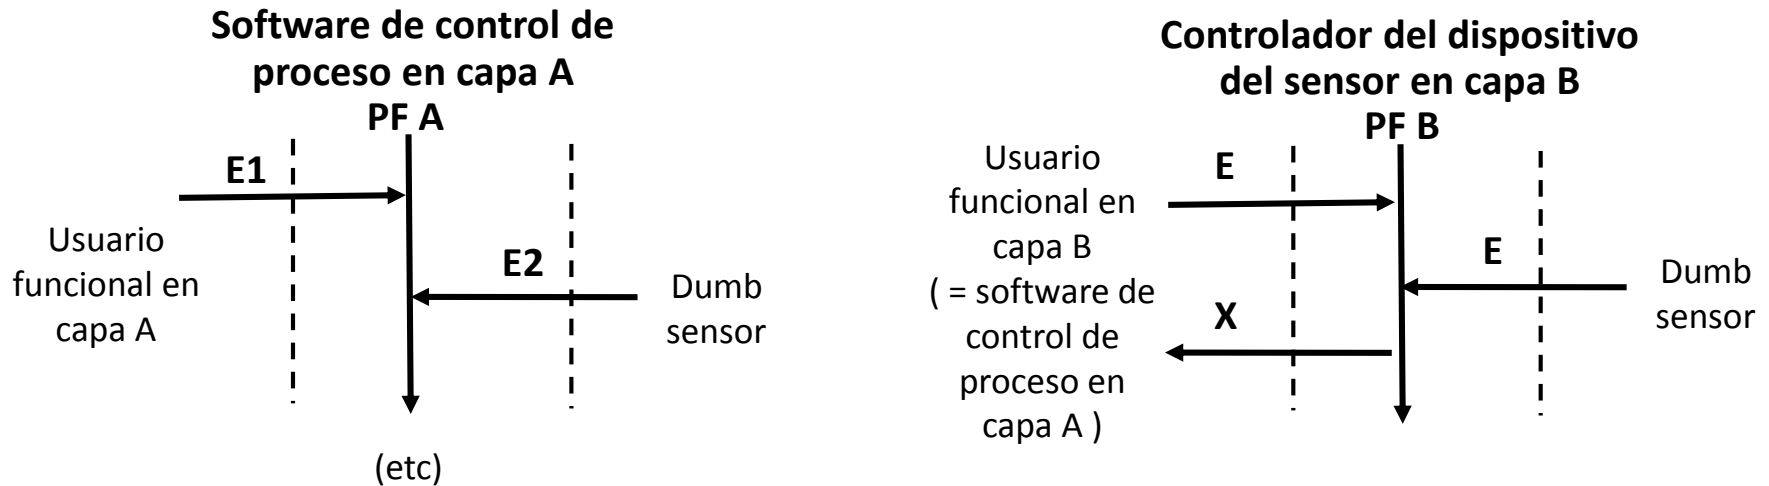 Software de control de
proceso en capa A
PF A
E1
Usuario
funcional en
capa A
E2
Dumb
sensor
(etc)
Controlador del dispositivo
del sensor en capa B
PF B
Usuario
funcional en
capa B
( = software de
control de
proceso en
capa A )
E
E
X
Dumb
sensor